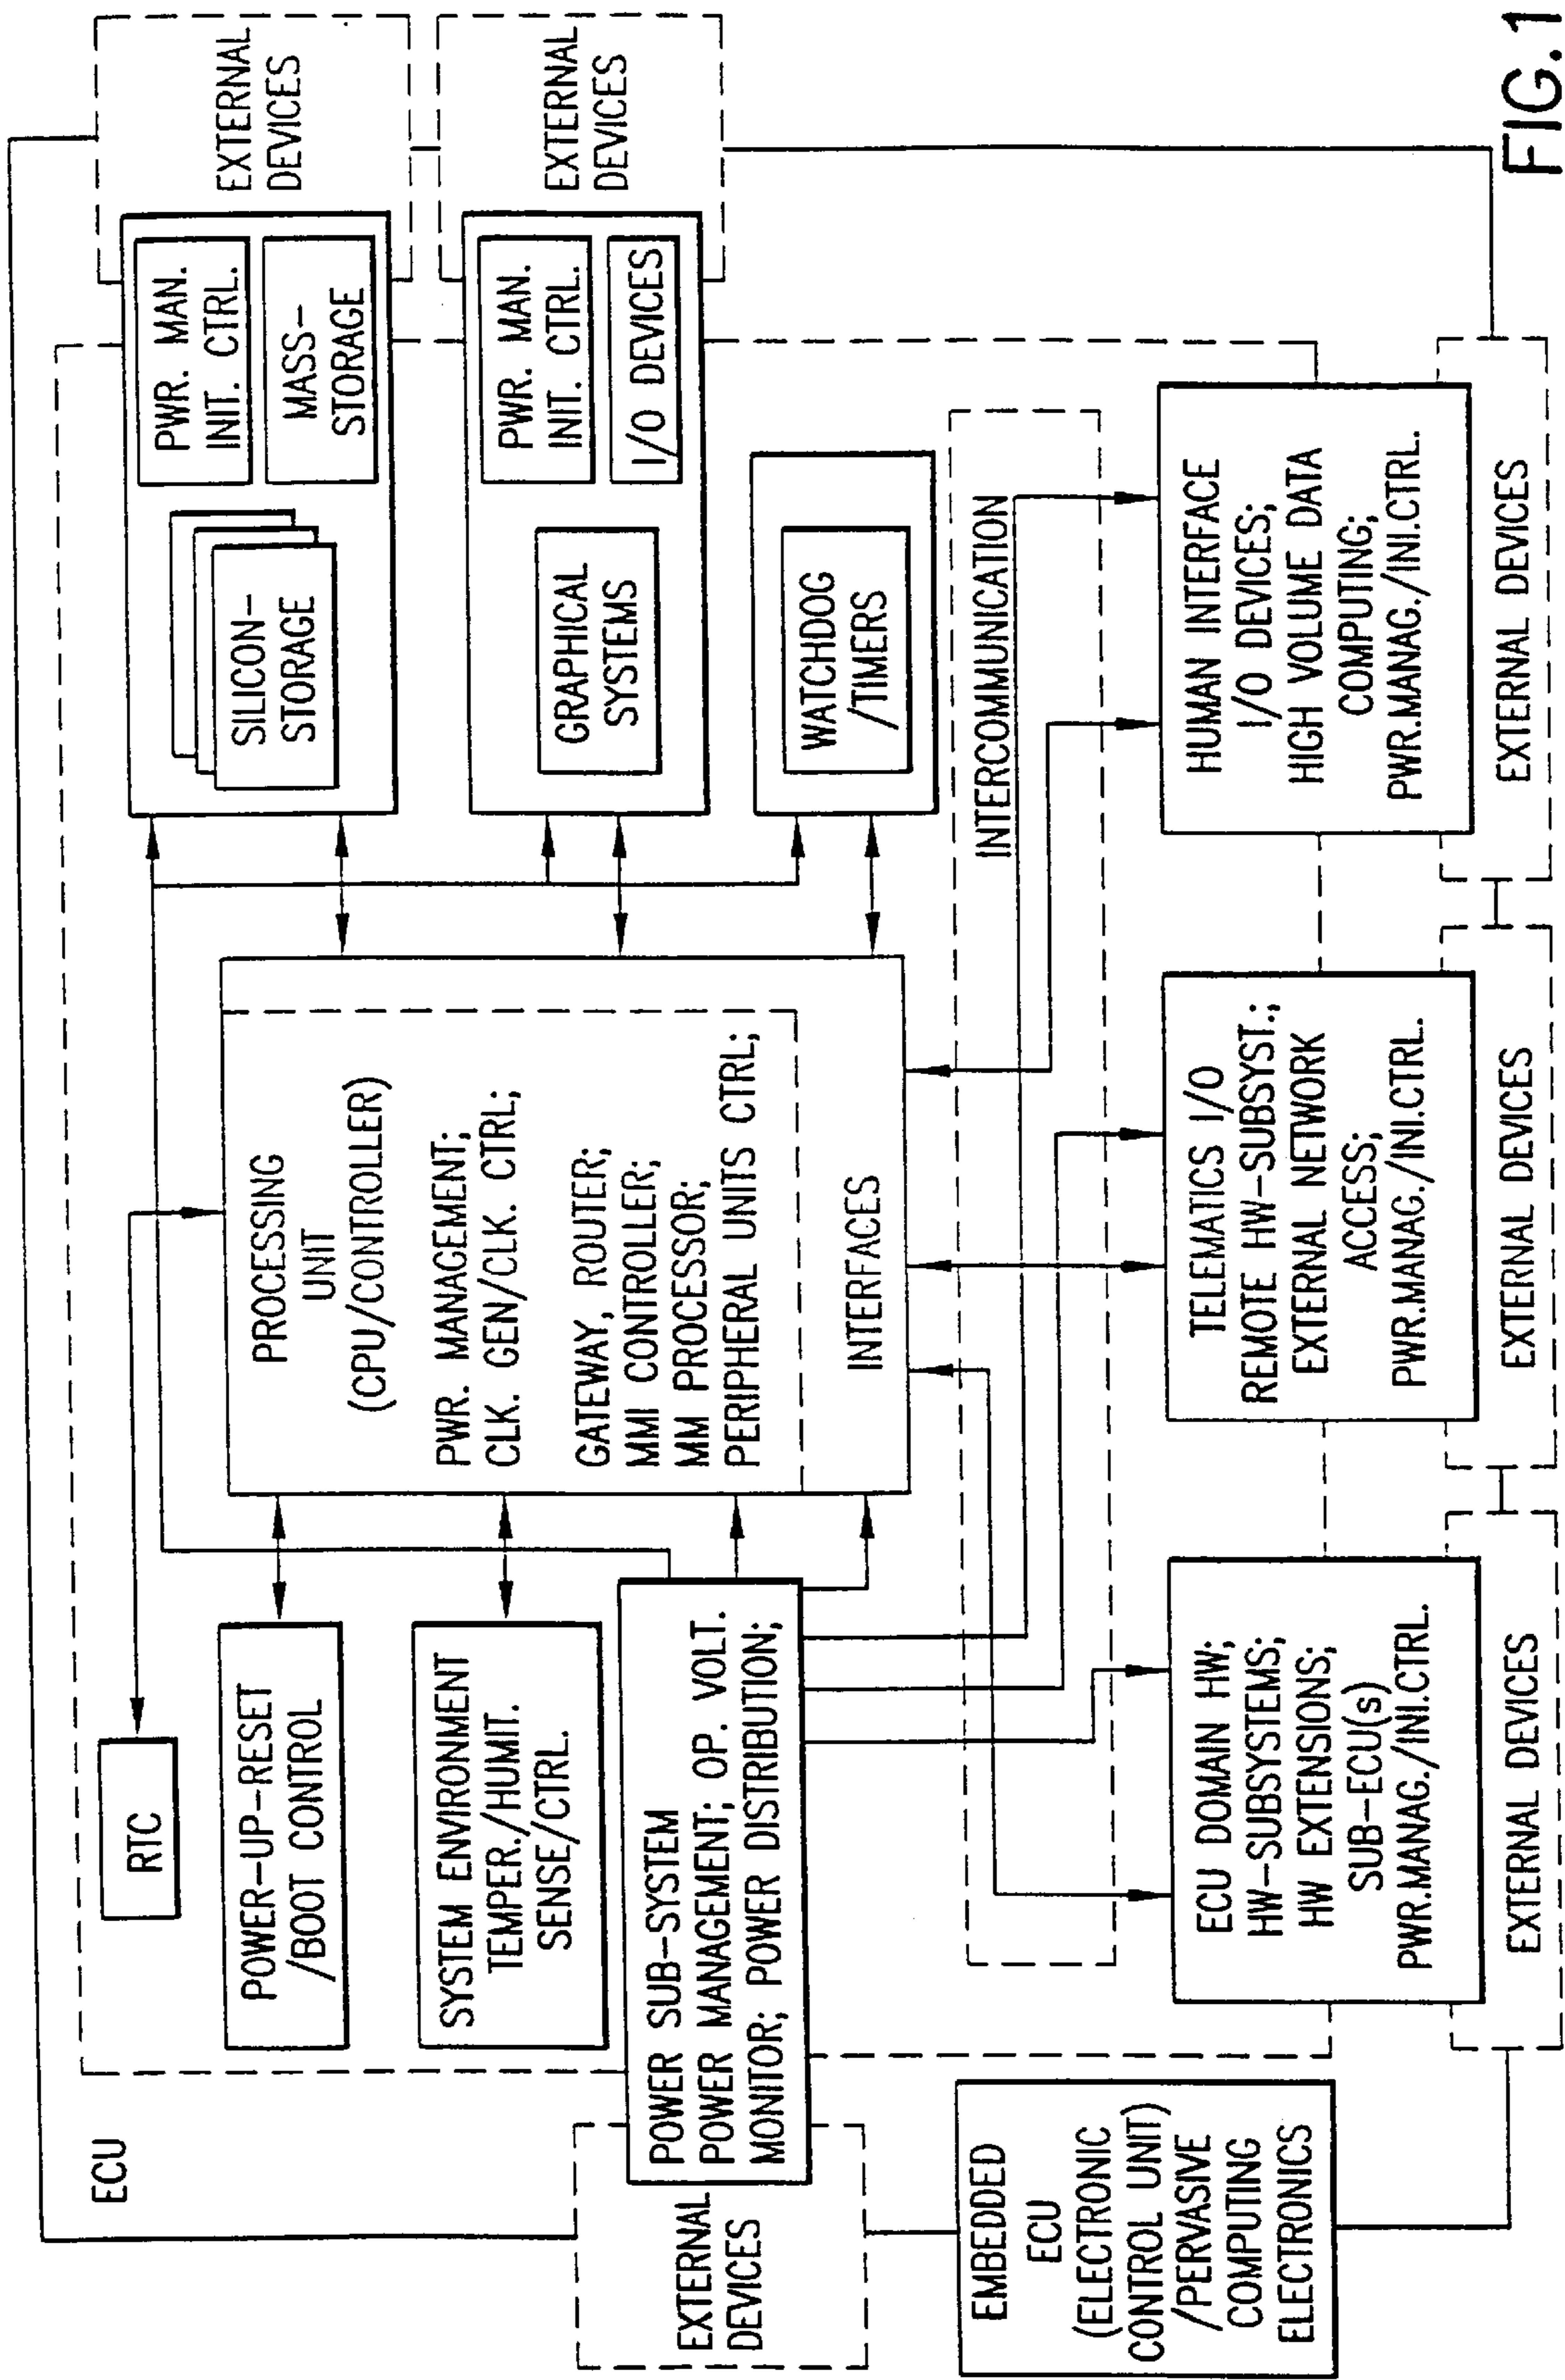 ECU
RTC
POWER-UP-RESET
/BOOT CONTROL
SYSTEM ENVIRONMENT
TEMPER./HUMIT.
SENSE/CTRL.
POWER SUB-SYSTEM
POWER MANAGEMENT; OP. VOLT.
MONITOR; POWER DISTRIBUTION;
EXTERNAL
DEVICES
EMBEDDED
ECU
(ELECTRONIC
CONTROL UNIT)
/PERVASIVE
COMPUTING
ELECTRONICS
PROCESSING
UNIT
(CPU/CONTROLLER)
PWR. MANAGEMENT;
CLK. GEN/CLK. CTRL;
GATEWAY, ROUTER;
MMI CONTROLLER;
MM PROCESSOR;
PERIPHERAL UNITS CTRL;
INTERFACES
SILICON-
STORAGE
PWR. MAN.
INIT. CTRL.
MASS-
STORAGE
EXTERNAL
DEVICES
GRAPHICAL
SYSTEMS
PWR. MAN.
INIT. CTRL.
I/O DEVICES
EXTERNAL
DEVICES
WATCHDOG
/TIMERS
INTERCOMMUNICATION
ECU DOMAIN HW;
HW-SUBSYSTEMS;
HW EXTENSIONS;
SUB-ECU(s)
PWR.MANAG./INI.CTRL.
EXTERNAL DEVICES
TELEMATICS I/O
REMOTE HW-SUBSYST.;
EXTERNAL NETWORK
ACCESS;
PWR.MANAG./INI.CTRL.
EXTERNAL DEVICES
HUMAN INTERFACE
I/O DEVICES;
HIGH VOLUME DATA
COMPUTING;
PWR.MANAG./INI.CTRL.
EXTERNAL DEVICES
FIG.1